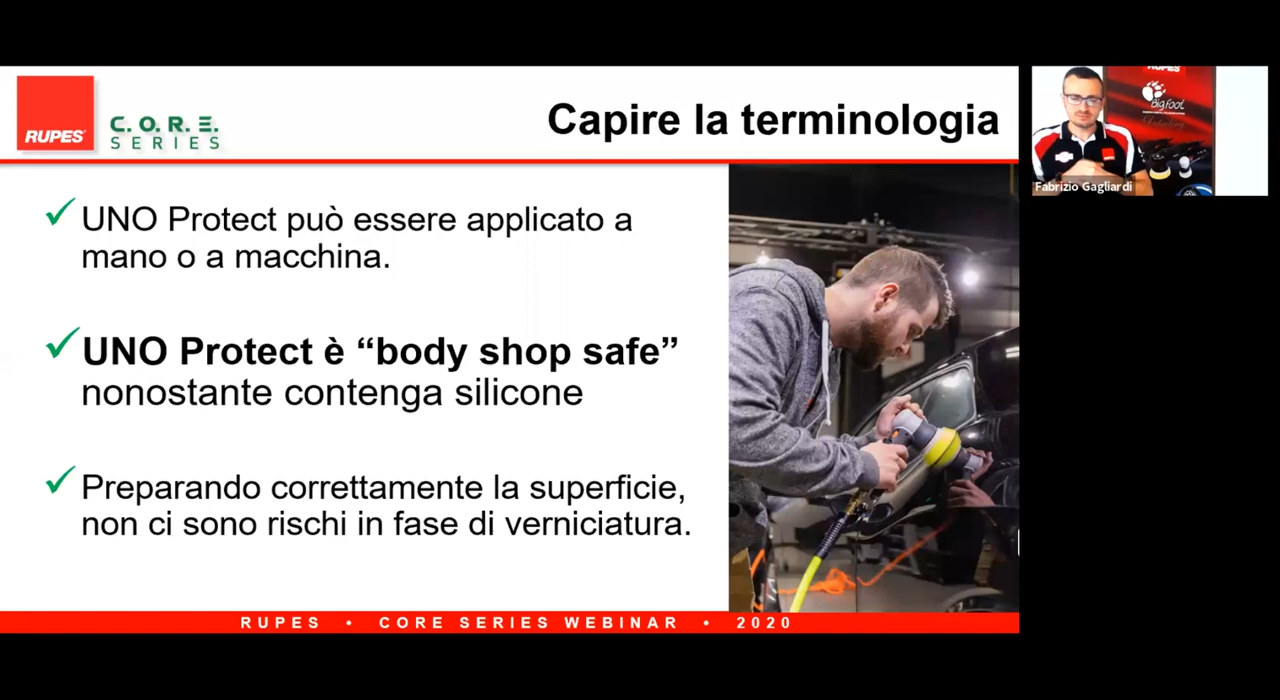 RUPES
C.O.R.E.
SERIES
Capire la terminologia
UNO Protect può essere applicato a
mano o a macchina.
UNO Protect è “body shop safe”
nonostante contenga silicone
Preparando correttamente la superficie,
non ci sono rischi in fase di verniciatura.
RUPES • CORE SERIES WEBINAR • 2020
RUPES
Bigfoot
Fabrizio Gagliardi